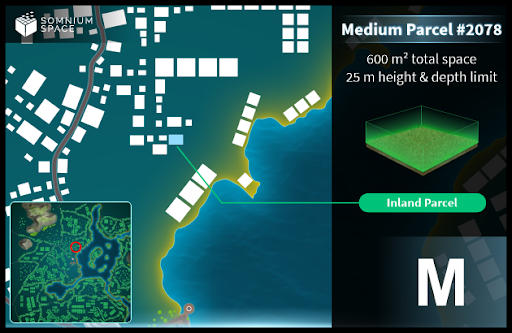 SOMNIUM
SPACE
Medium Parcel #2078
600 m² total space
25 m height & depth limit
Inland Parcel
M